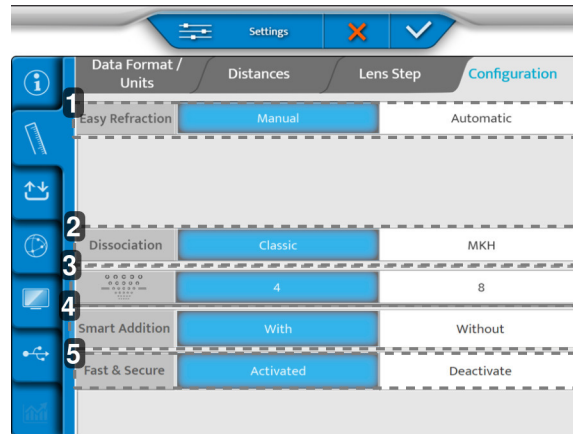 Settings
Data Format /
Units
Distances
Lens Step
Configuration
1
Easy Refraction
Manual
Automatic
2
Dissociation
Classic
MKH
3
4
8
4
Smart Addition
With
Without
5
Fast & Secure
Activated
Deactivate